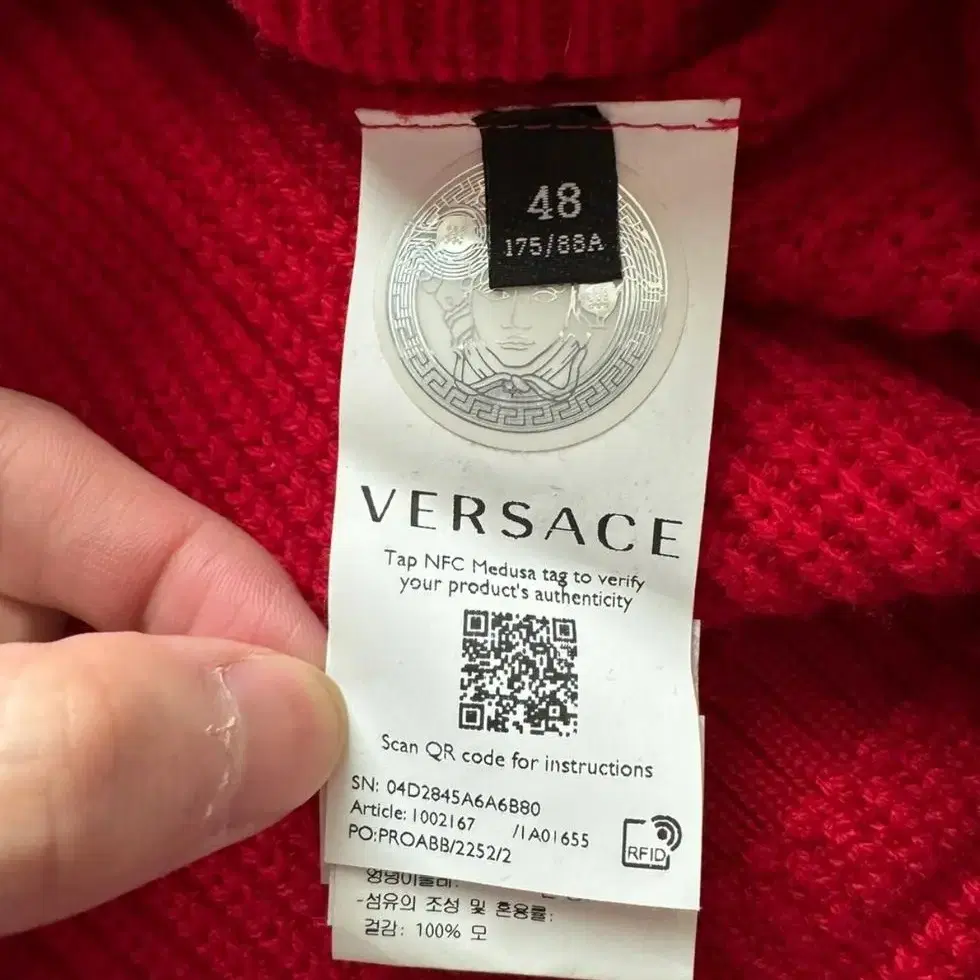 48
175/88A
VERSACE
Tap NFC Medusa tag to verify
your product's authenticity
Scan QR code for instructions
SN: 04D2845A6A6B80
Article: 1002167 /1A01655
PO:PROABB/2252/2
RFID
-섬유의 조성 및 혼용률:
겉감: 100% 모